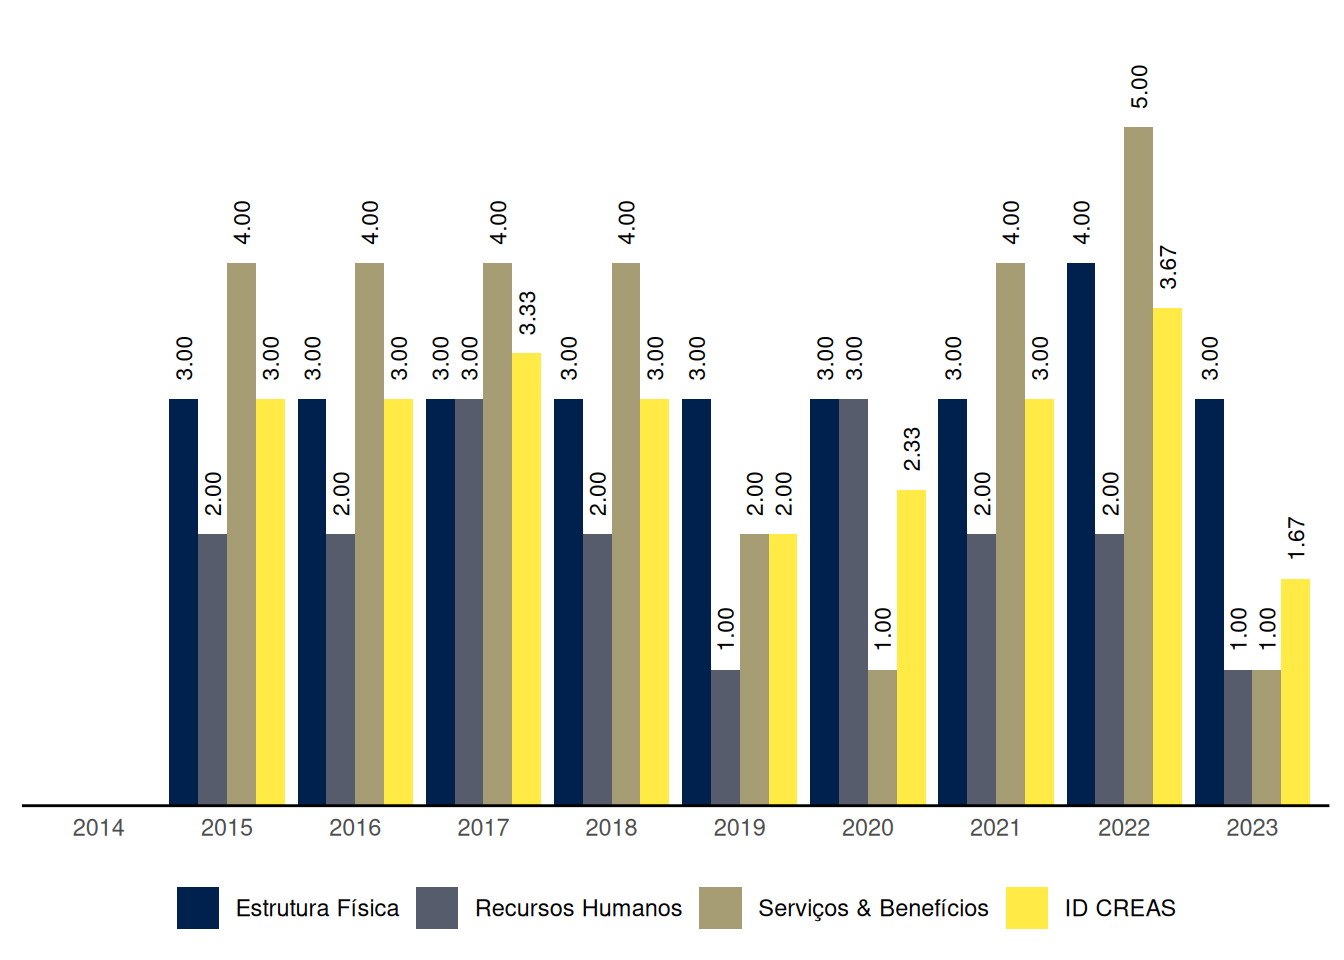 5.00
4.00 4.00 4.00 4.00 4.00 4.00
3.67
3.33
3.00 3.00 3.00 3.00 3.00 3.00 3.00 3.00 3.00 3.00 3.00 3.00 3.00
2.33
2.00 2.00 2.00 2.00 2.00 2.00 2.00
1.67
1.00 1.00 1.00 1.00
2014 2015 2016 2017 2018 2019 2020 2021 2022 2023
Estrutura Física Recursos Humanos Serviços & Benefícios ID CREAS